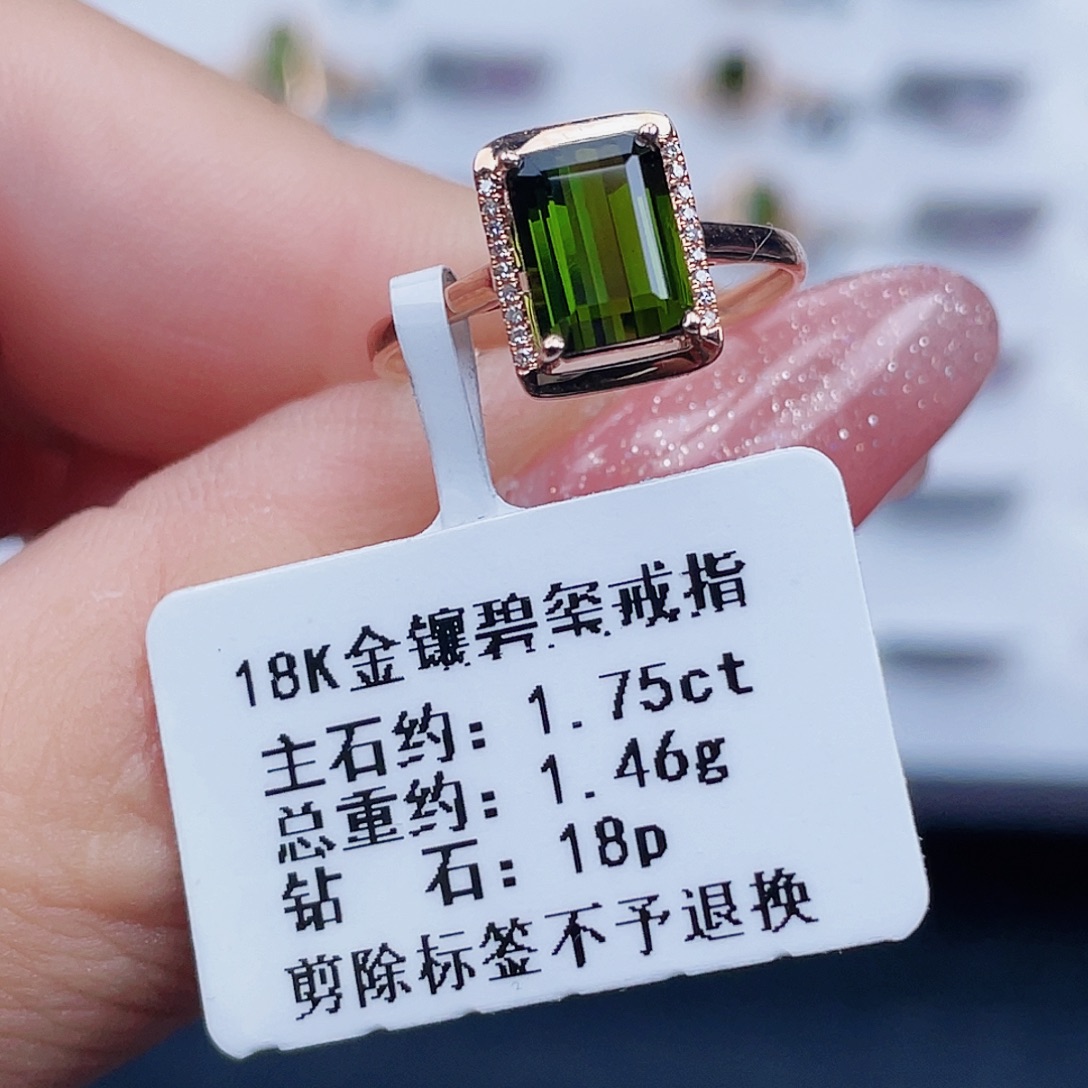 18K金镶碧玺戒指
主石约：1.75ct
总重约：1.46g
钻 石：18p
剪除标签不予退换